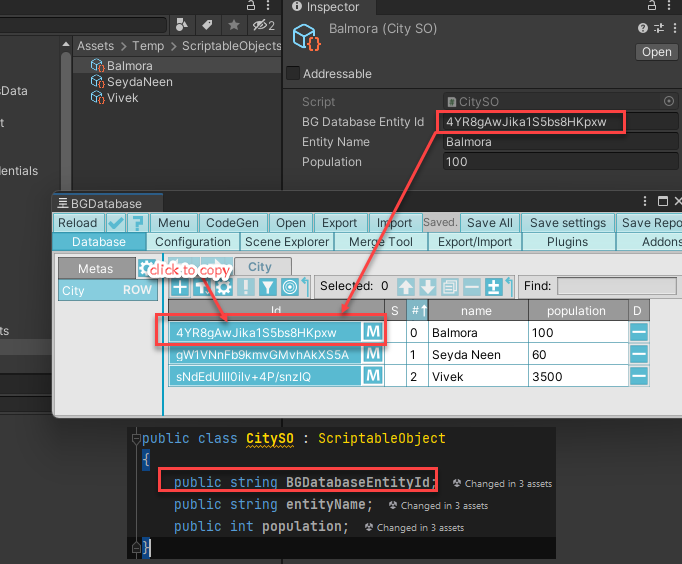 Inspector
2
Balmora (City SO)
Open
Addressable
Assets > Temp > ScriptableObjects
Balmora
SeydaNeen
Vivek
sData
t
dentials
ts
Script
CitySO
BG Database Entity Id
4YR8gAwJika1S5bs8HKpxw
Entity Name
Balmora
Population
100
BGDatabase
Reload
Menu
CodeGen
Open
Export
Import
Saved.
Save All
Save settings
Save Repo
Database
Configuration
Scene Explorer
Merge Tool
Export/Import
Plugins
Addons
Metas
City ROW
click to copy
City
Selected: 0
Find:
Id S # name population D
4YR8gAwJika1S5bs8HKpxw M 0 Balmora 100
gW1VNnFb9kmvGMvhAkXS5A M 1 Seyda Neen 60
M 2 Vivek 3500
public class CitySO : ScriptableObject
{
public string BGDatabaseEntityId; Changed in 3 assets
public string entityName; Changed in 3 assets
public int population; Changed in 3 assets
}